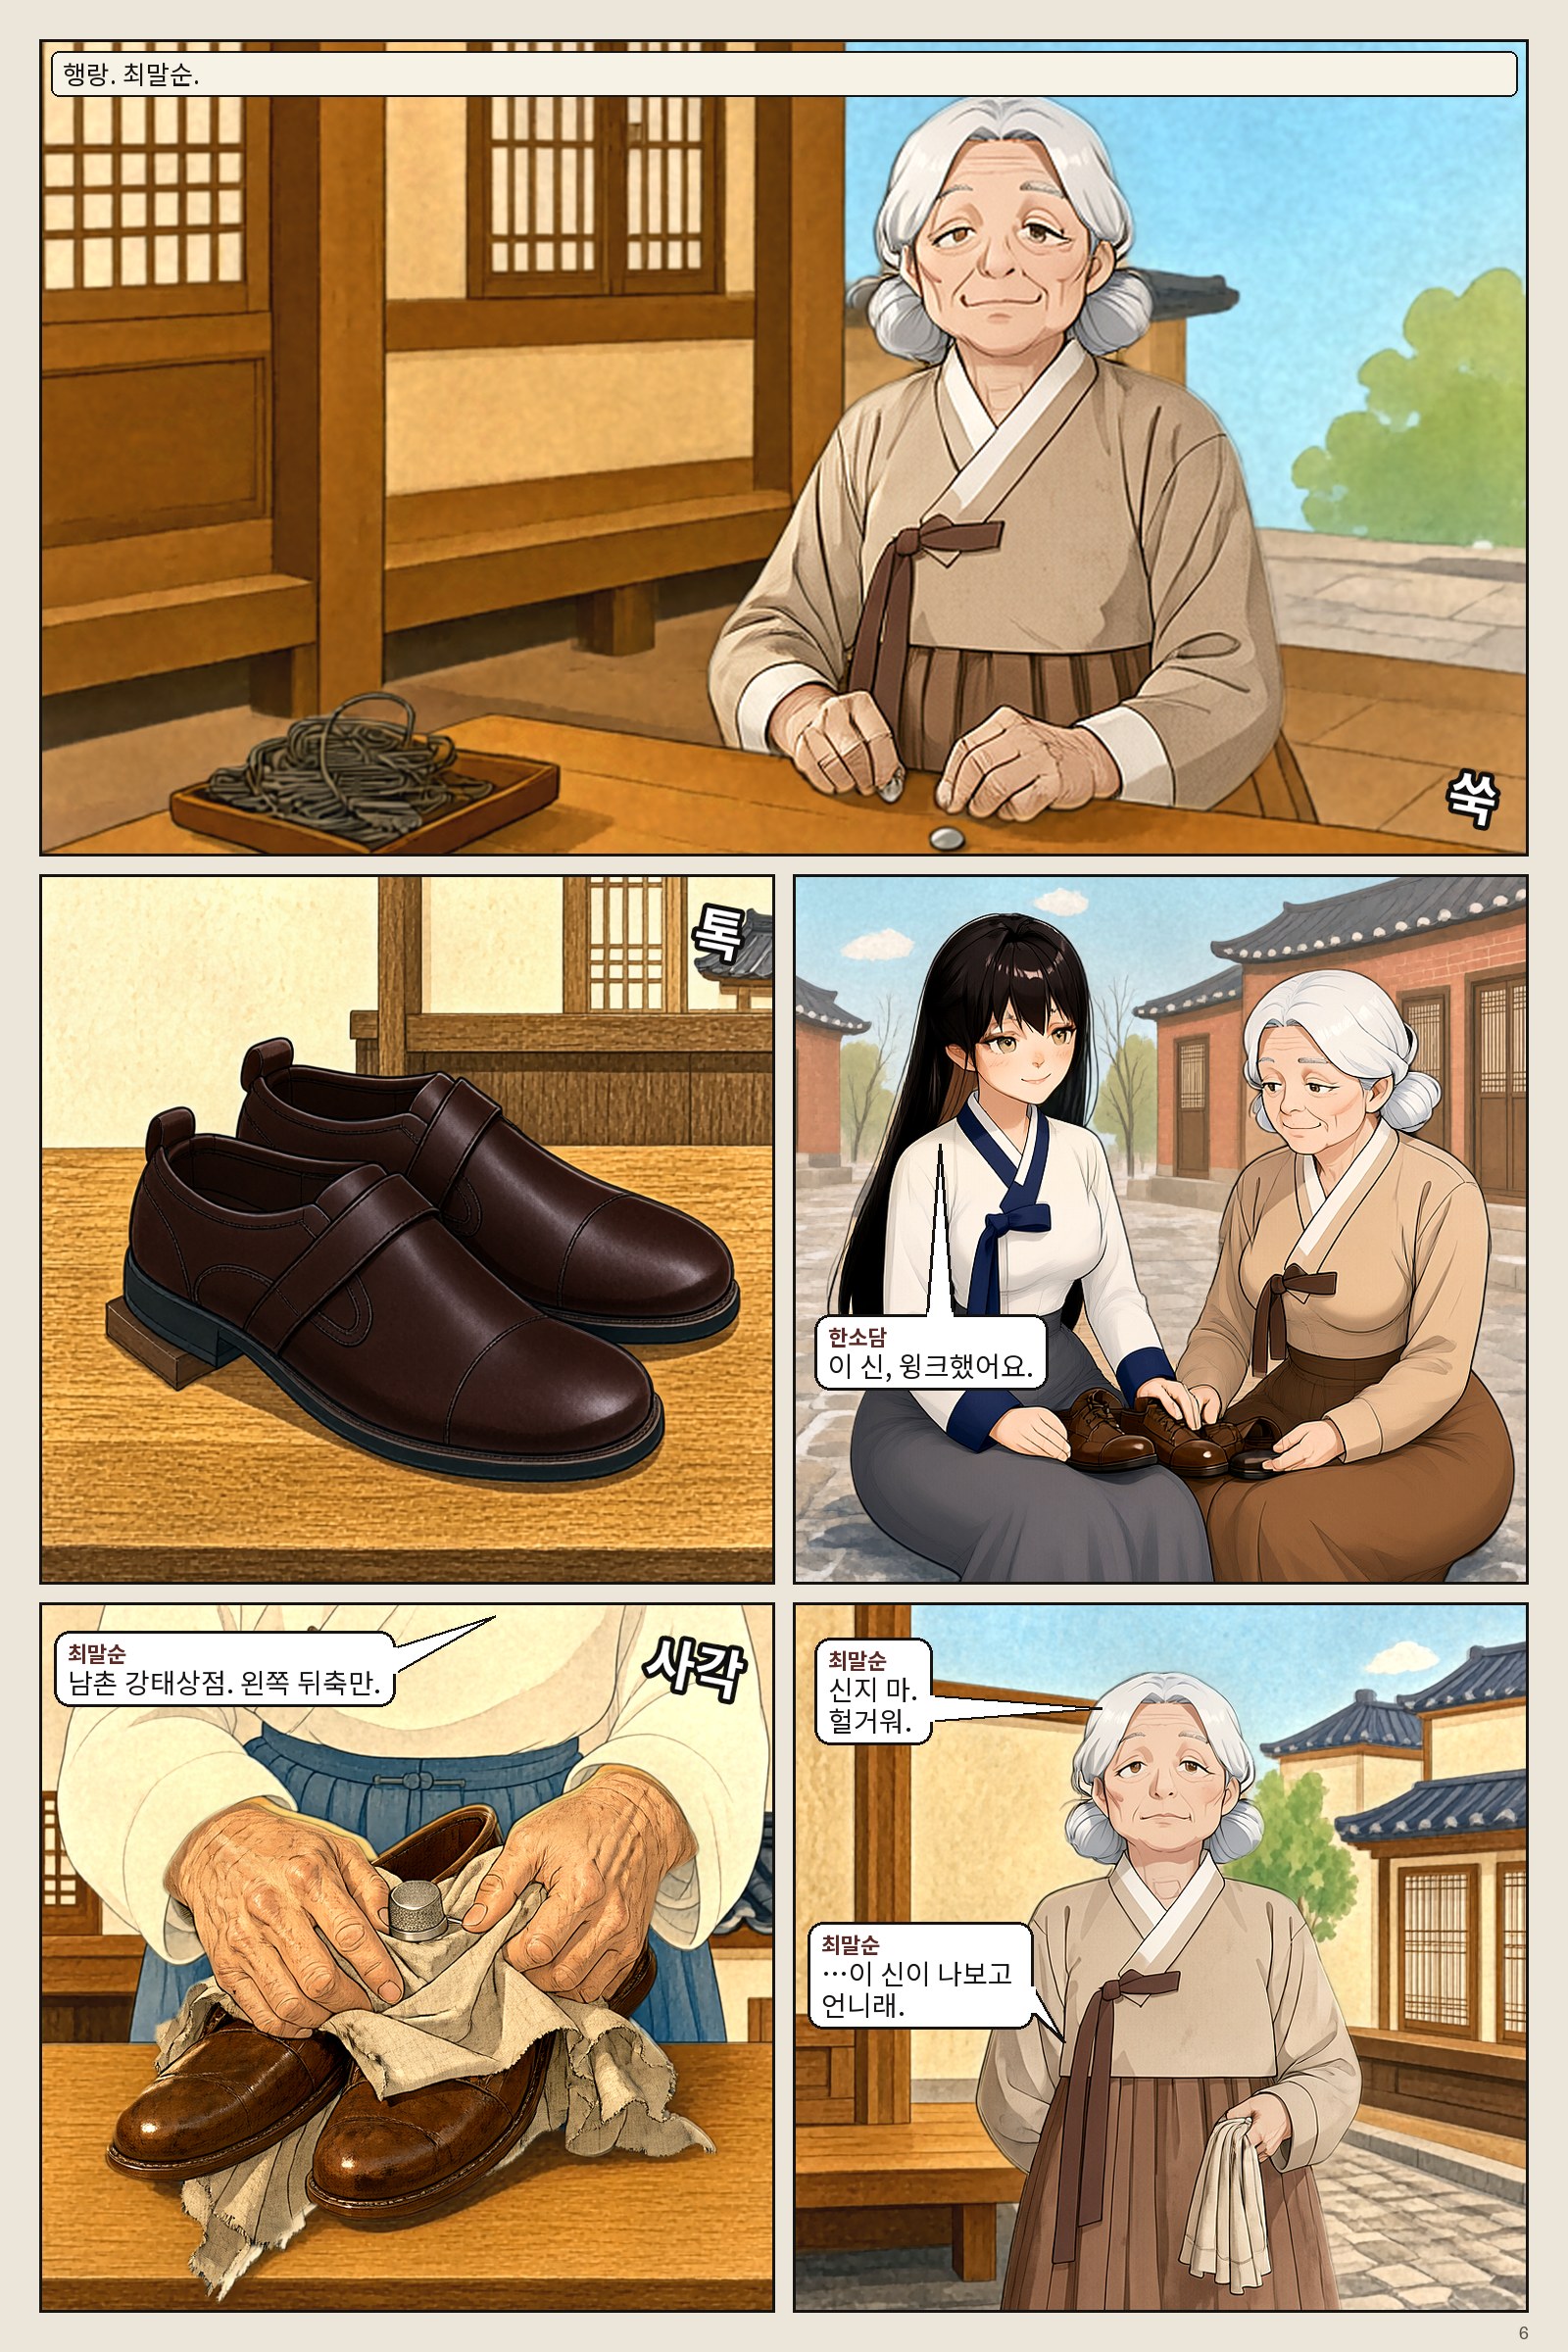 행랑. 최말순.
쑥
톡
한소담
이 신, 윙크했어요.
최말순
남촌 강태상점. 왼쪽 뒤축만.
사각
최말순
신지 마.
헐거워.
최말순
…이 신이 나보고
언니래.
6